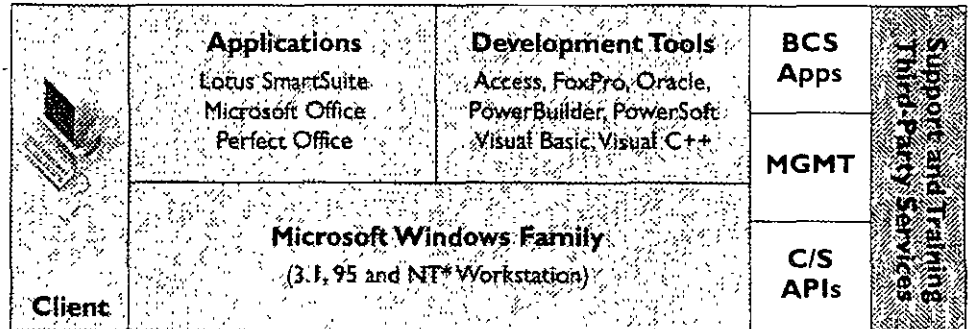 Client
Applications
Lotus SmartSuite
Microsoft Office
Perfect Office
Development Tools
Access, FoxPro, Oracle,
PowerBuilder, PowerSoft
Visual Basic, Visual C++
Microsoft Windows Family
(3.1, 95 and NT* Workstation)
BCS
Apps
MGMT
C/S
APIs
Support and Training
Third-Party Services